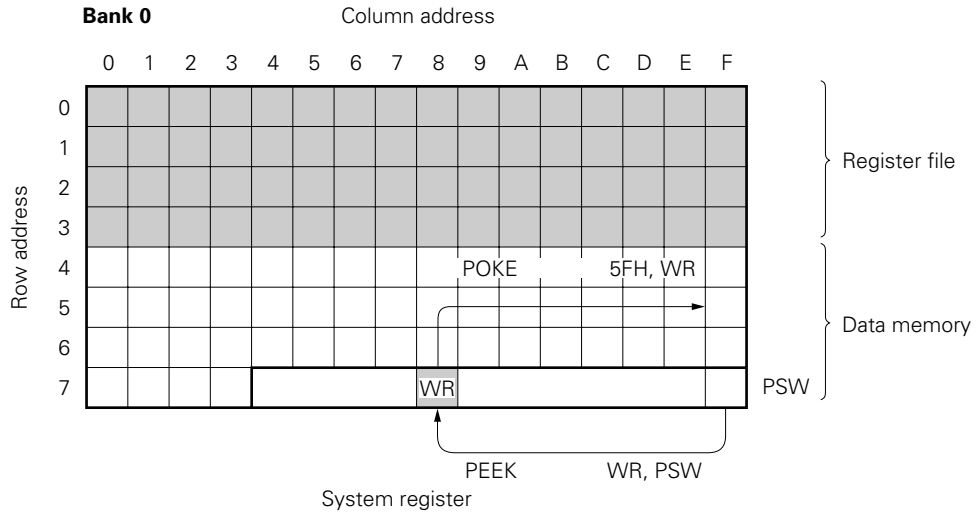 Bank 0 Column address
0 1 2 3 4 5 6 7 8 9 A B C D E F
0
1
2
3
4
5
6
7
Row address
Register file
POKE 5FH, WR
Data memory
WR
PSW
PEEK WR, PSW
System register